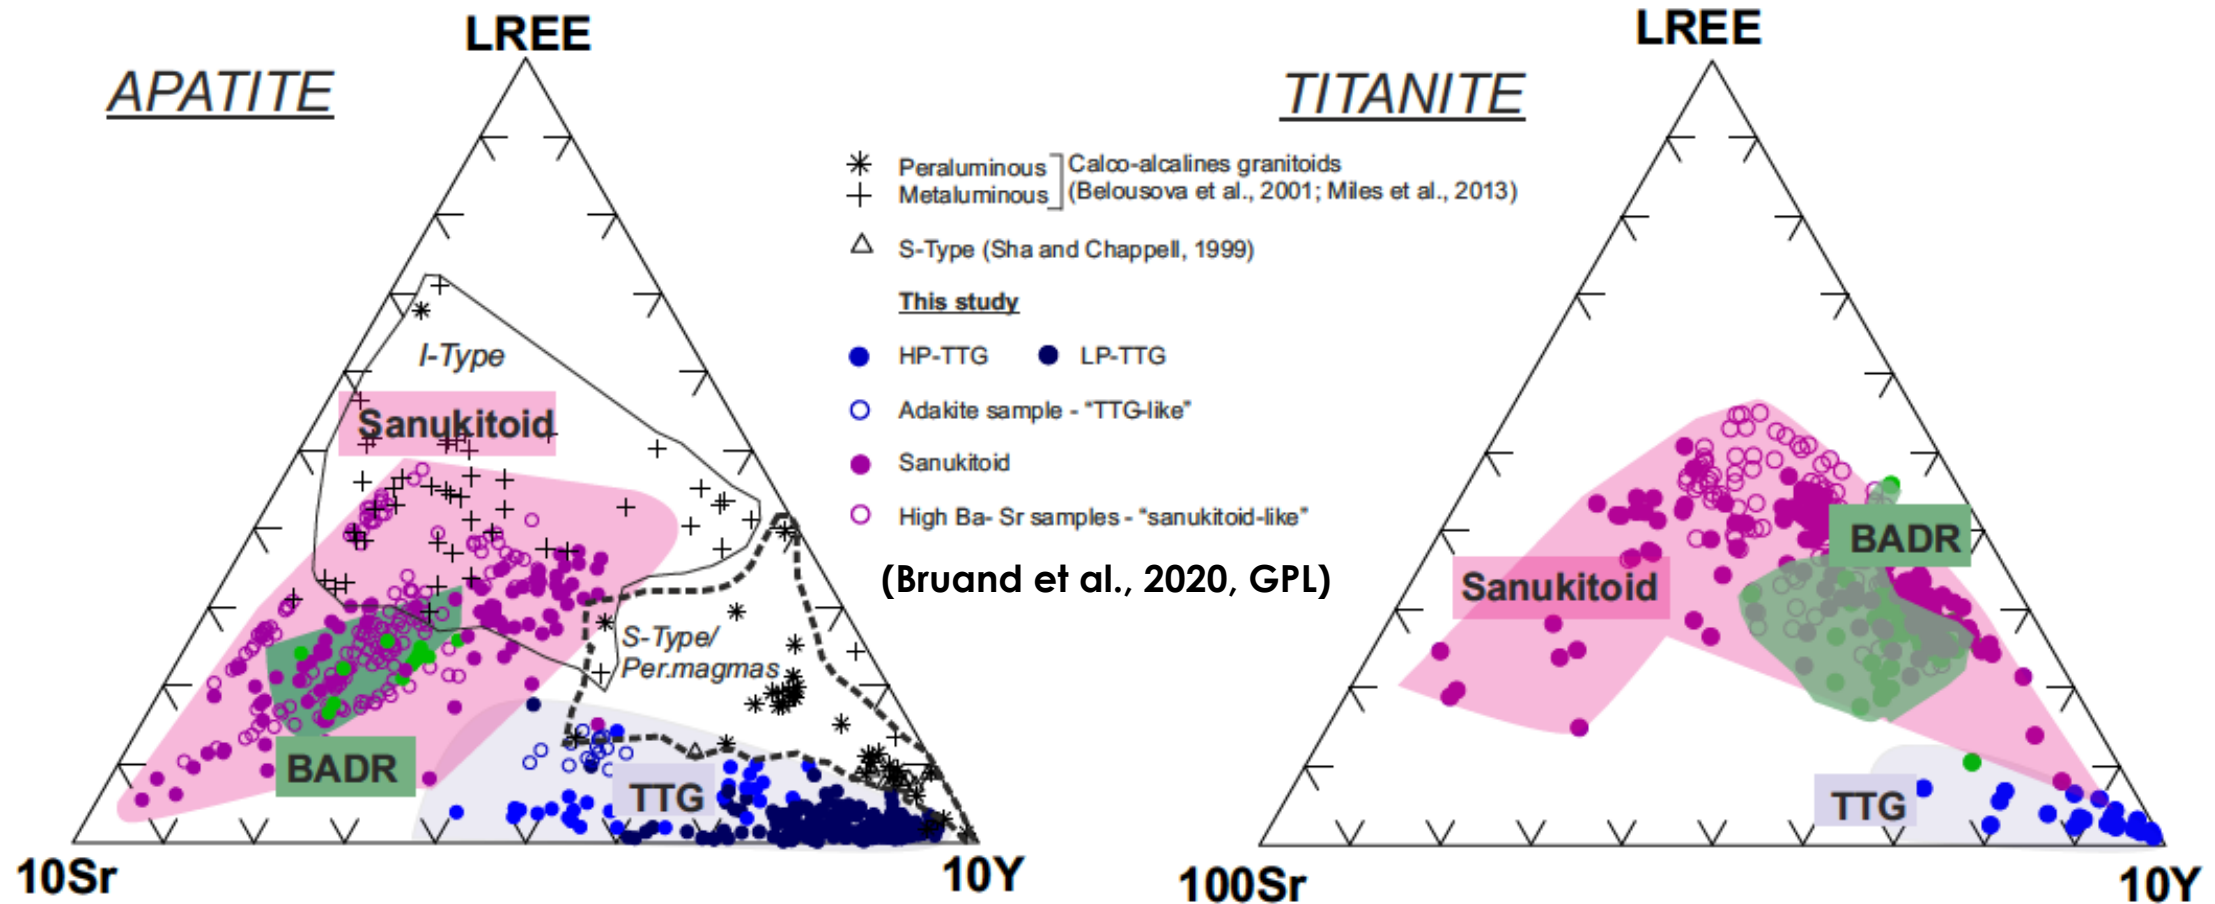 LREE
APATITE
I-Type
Sanukitoid
BADR
S-Type/
Per.magmas
TTG
10Sr
10Y
Peraluminous
Metaluminous
Calco-alcalines granitoids
(Belousova et al., 2001; Miles et al., 2013)
S-Type (Sha and Chappell, 1999)
This study
HP-TTG
LP-TTG
Adakite sample - “TTG-like”
Sanukitoid
High Ba- Sr samples - “sanukitoid-like”
(Bruand et al., 2020, GPL)
LREE
TITANITE
BADR
Sanukitoid
TTG
100Sr
10Y